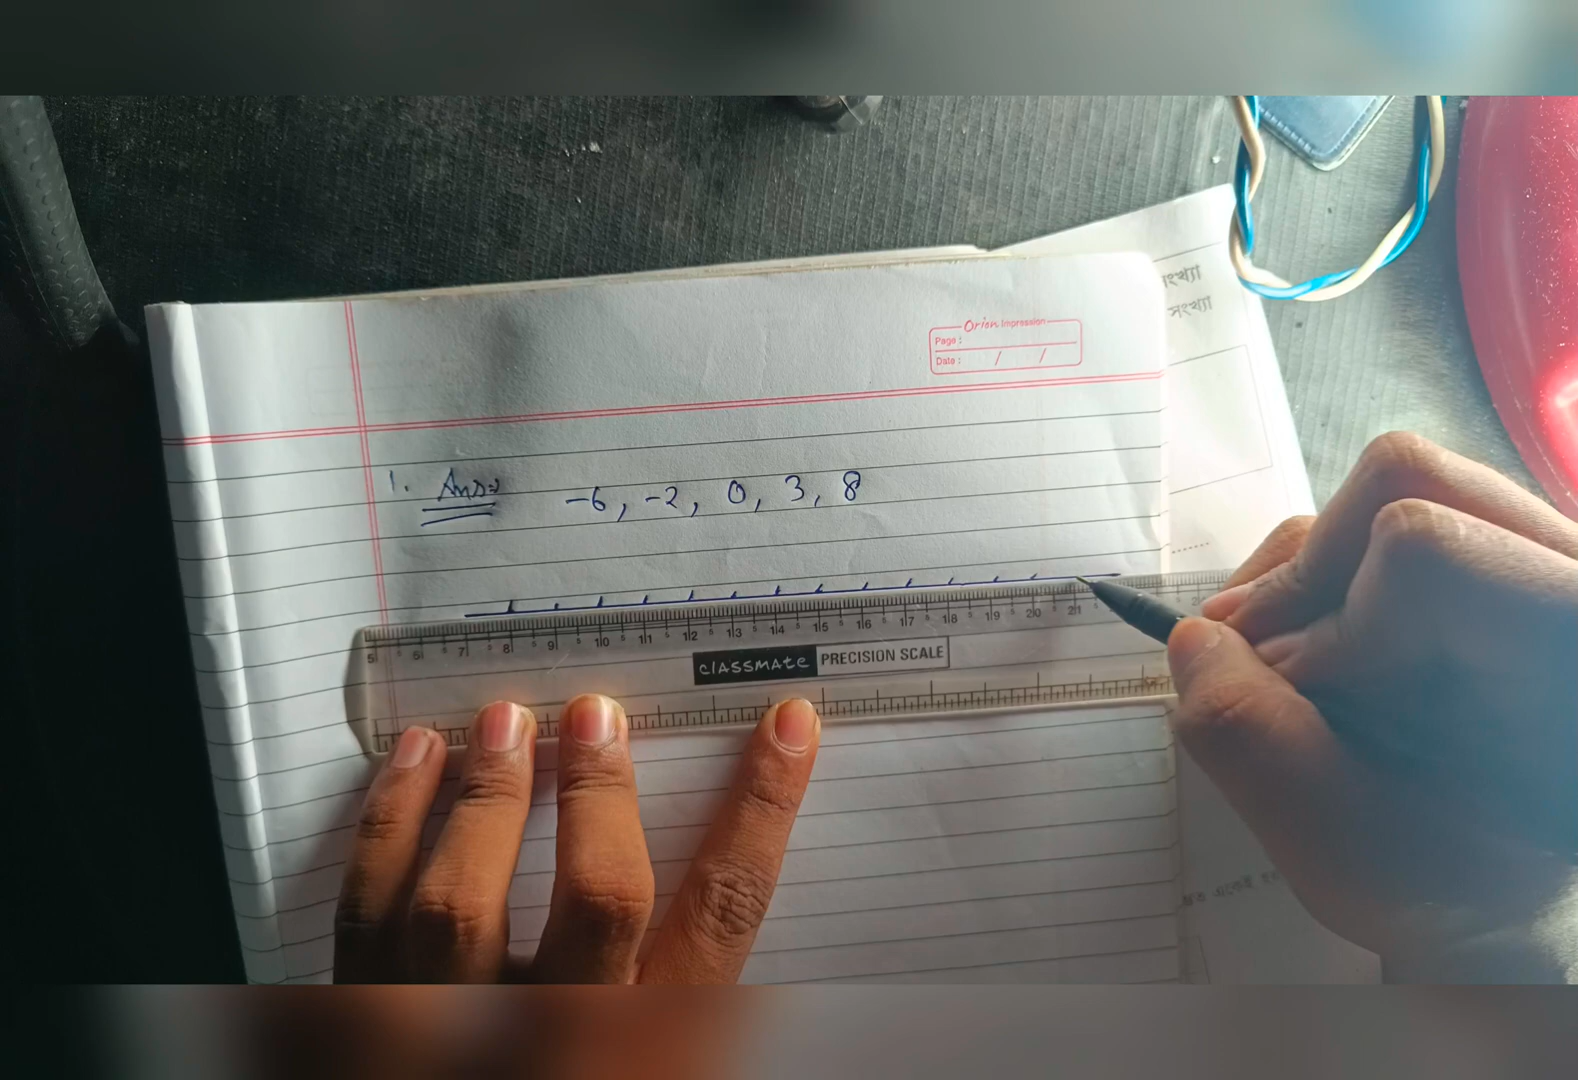 সংখ্যা
সংখ্যা
Orion Impression
Page :
Date : / /
1. Ans:
-6, -2, 0, 3, 8
5 6 7 8 9 10 11 12 13 14 15 16 17 18 19 20 21
CLASSMATE PRECISION SCALE